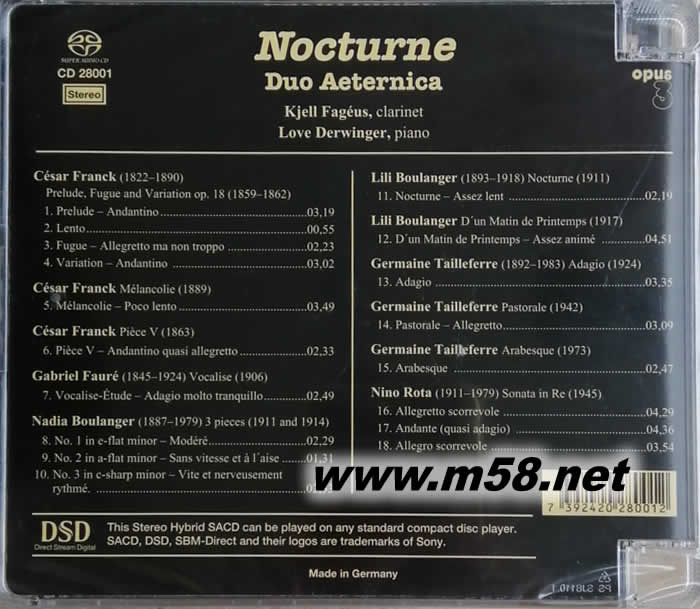 SUPER AUDIO CD
CD 28001
Stereo
Nocturne
Duo Aeternica
Kjell Fagéus, clarinet
Love Derwinger, piano
opus
3
César Franck (1822–1890)
Prelude, Fugue and Variation op. 18 (1859–1862)
1. Prelude – Andantino 03,19
2. Lento 00,55
3. Fugue – Allegretto ma non troppo 02,23
4. Variation – Andantino 03,02
César Franck Mélancolie (1889)
5. Mélancolie – Poco lento 03,49
César Franck Pièce V (1863)
6. Pièce V – Andantino quasi allegretto 02,33
Gabriel Fauré (1845–1924) Vocalise (1906)
7. Vocalise-Étude – Adagio molto tranquillo 02,49
Nadia Boulanger (1887–1979) 3 pieces (1911 and 1914)
8. No. 1 in e-flat minor – Modéré 02,29
9. No. 2 in a-flat minor – Sans vitesse et à l´aise 01,31
10. No. 3 in c-sharp minor – Vite et nerveusement
rythmé.
Lili Boulanger (1893–1918) Nocturne (1911)
11. Nocturne – Assez lent 02,19
Lili Boulanger D´un Matin de Printemps (1917)
12. D´un Matin de Printemps – Assez animé 04,51
Germaine Tailleferre (1892–1983) Adagio (1924)
13. Adagio 03,35
Germaine Tailleferre Pastorale (1942)
14. Pastorale – Allegretto 03,09
Germaine Tailleferre Arabesque (1973)
15. Arabesque 02,47
Nino Rota (1911–1979) Sonata in Re (1945)
16. Allegretto scorrevole 04,29
17. Andante (quasi adagio) 04,36
18. Allegro scorrevole 03,54
www.m58.net
7 392420 280012
DSD
Direct Stream Digital
This Stereo Hybrid SACD can be played on any standard compact disc player.
SACD, DSD, SBM-Direct and their logos are trademarks of Sony.
Made in Germany